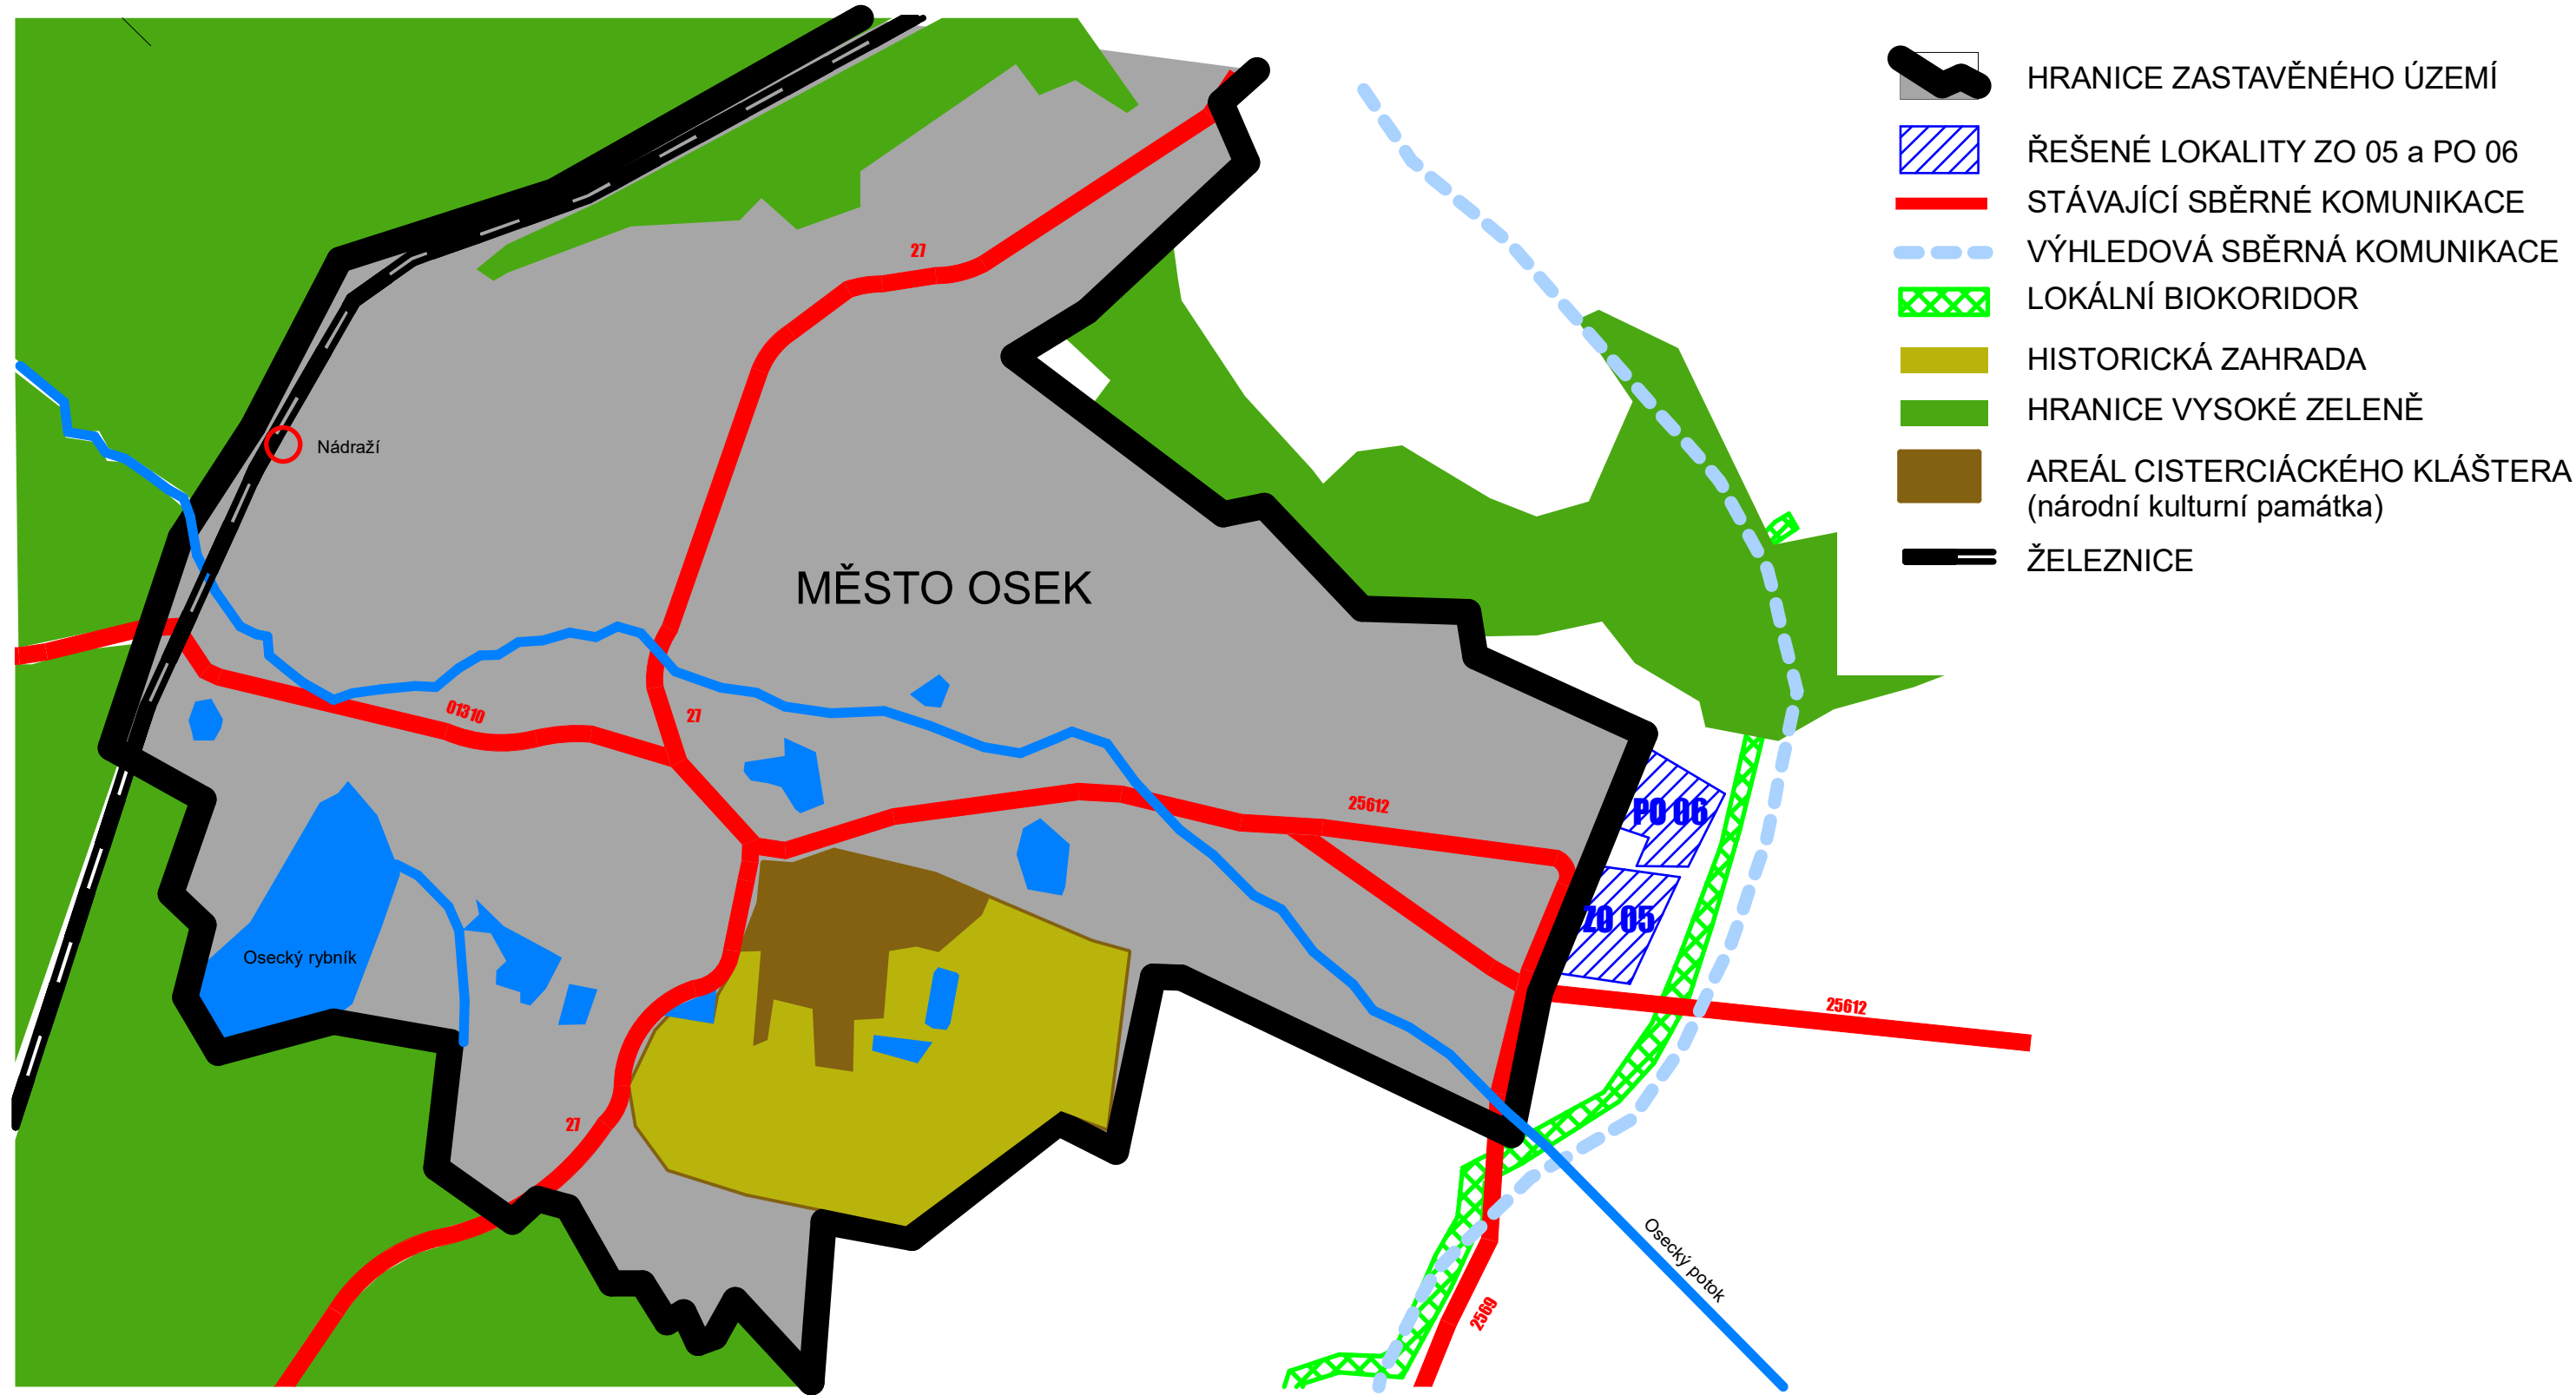 HRANICE ZASTAVĚNÉHO ÚZEMÍ
ŘEŠENÉ LOKALITY ZO 05 a PO 06
STÁVAJÍCÍ SBĚRNÉ KOMUNIKACE
VÝHLEDOVÁ SBĚRNÁ KOMUNIKACE
LOKÁLNÍ BIOKORIDOR
HISTORICKÁ ZAHRADA
HRANICE VYSOKÉ ZELENĚ
AREÁL CISTERCIÁCKÉHO KLÁŠTERA
(národní kulturní památka)
ŽELEZNICE
27
Nádraží
MĚSTO OSEK
01310
27
25612
PO 06
ZO 05
Osecký rybník
25612
27
Osecký potok
2569